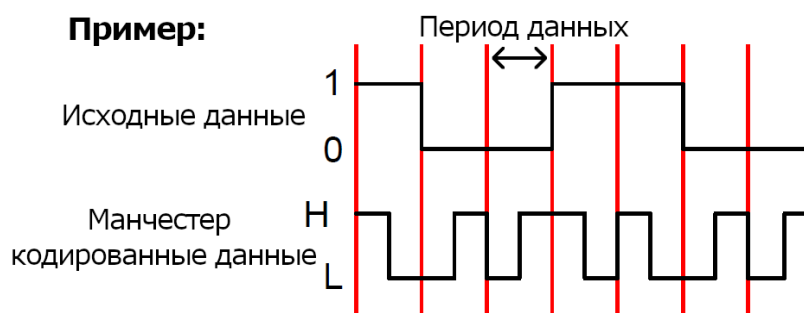 Пример:
Период данных
1
Исходные данные
0
H
Манчестер
кодированные данные
L